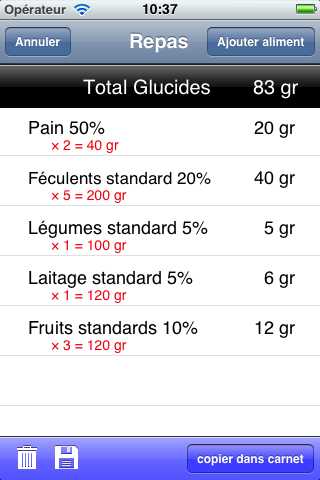 Opérateur 10:37
Annuler Repas Ajouter aliment
Total Glucides 83 gr
Pain 50% 20 gr
× 2 = 40 gr
Féculents standard 20% 40 gr
× 5 = 200 gr
Légumes standard 5% 5 gr
× 1 = 100 gr
Laitage standard 5% 6 gr
× 1 = 120 gr
Fruits standards 10% 12 gr
× 3 = 120 gr
copier dans carnet